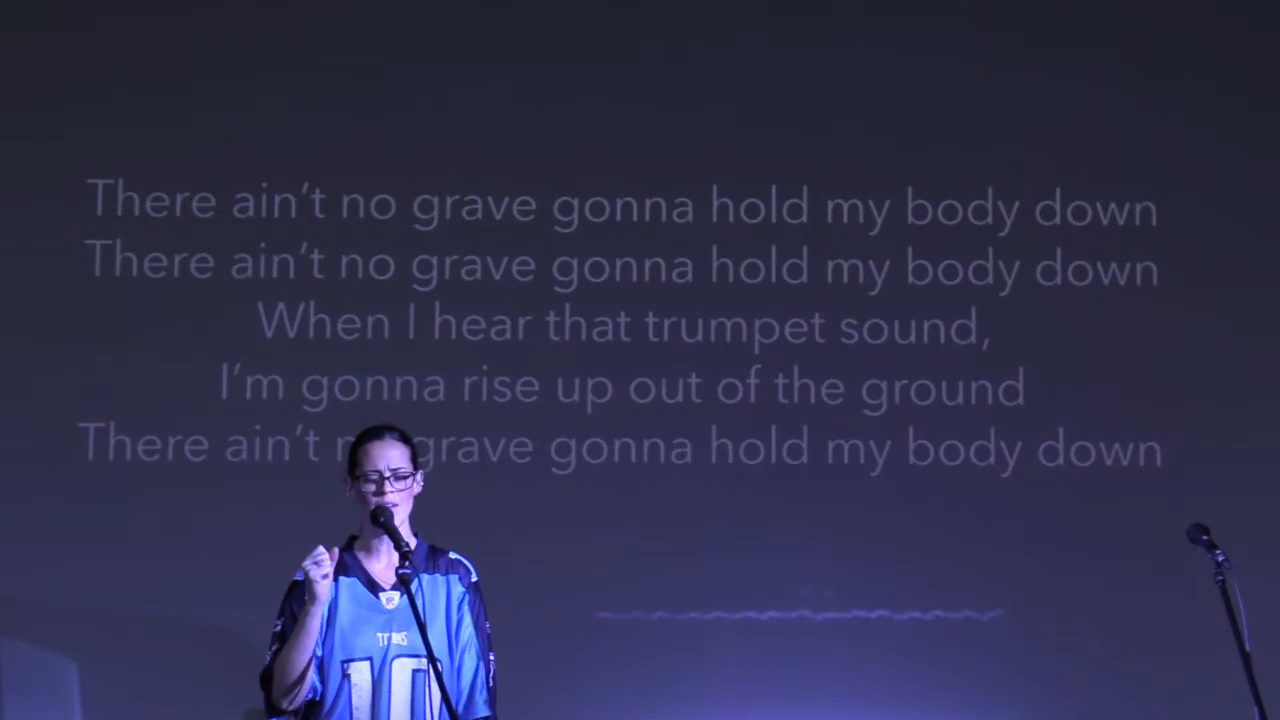 There ain't no grave gonna hold my body down
There ain't no grave gonna hold my body down
When I hear that trumpet sound,
I'm gonna rise up out of the ground
There ain't grave gonna hold my body down
TITANS
10